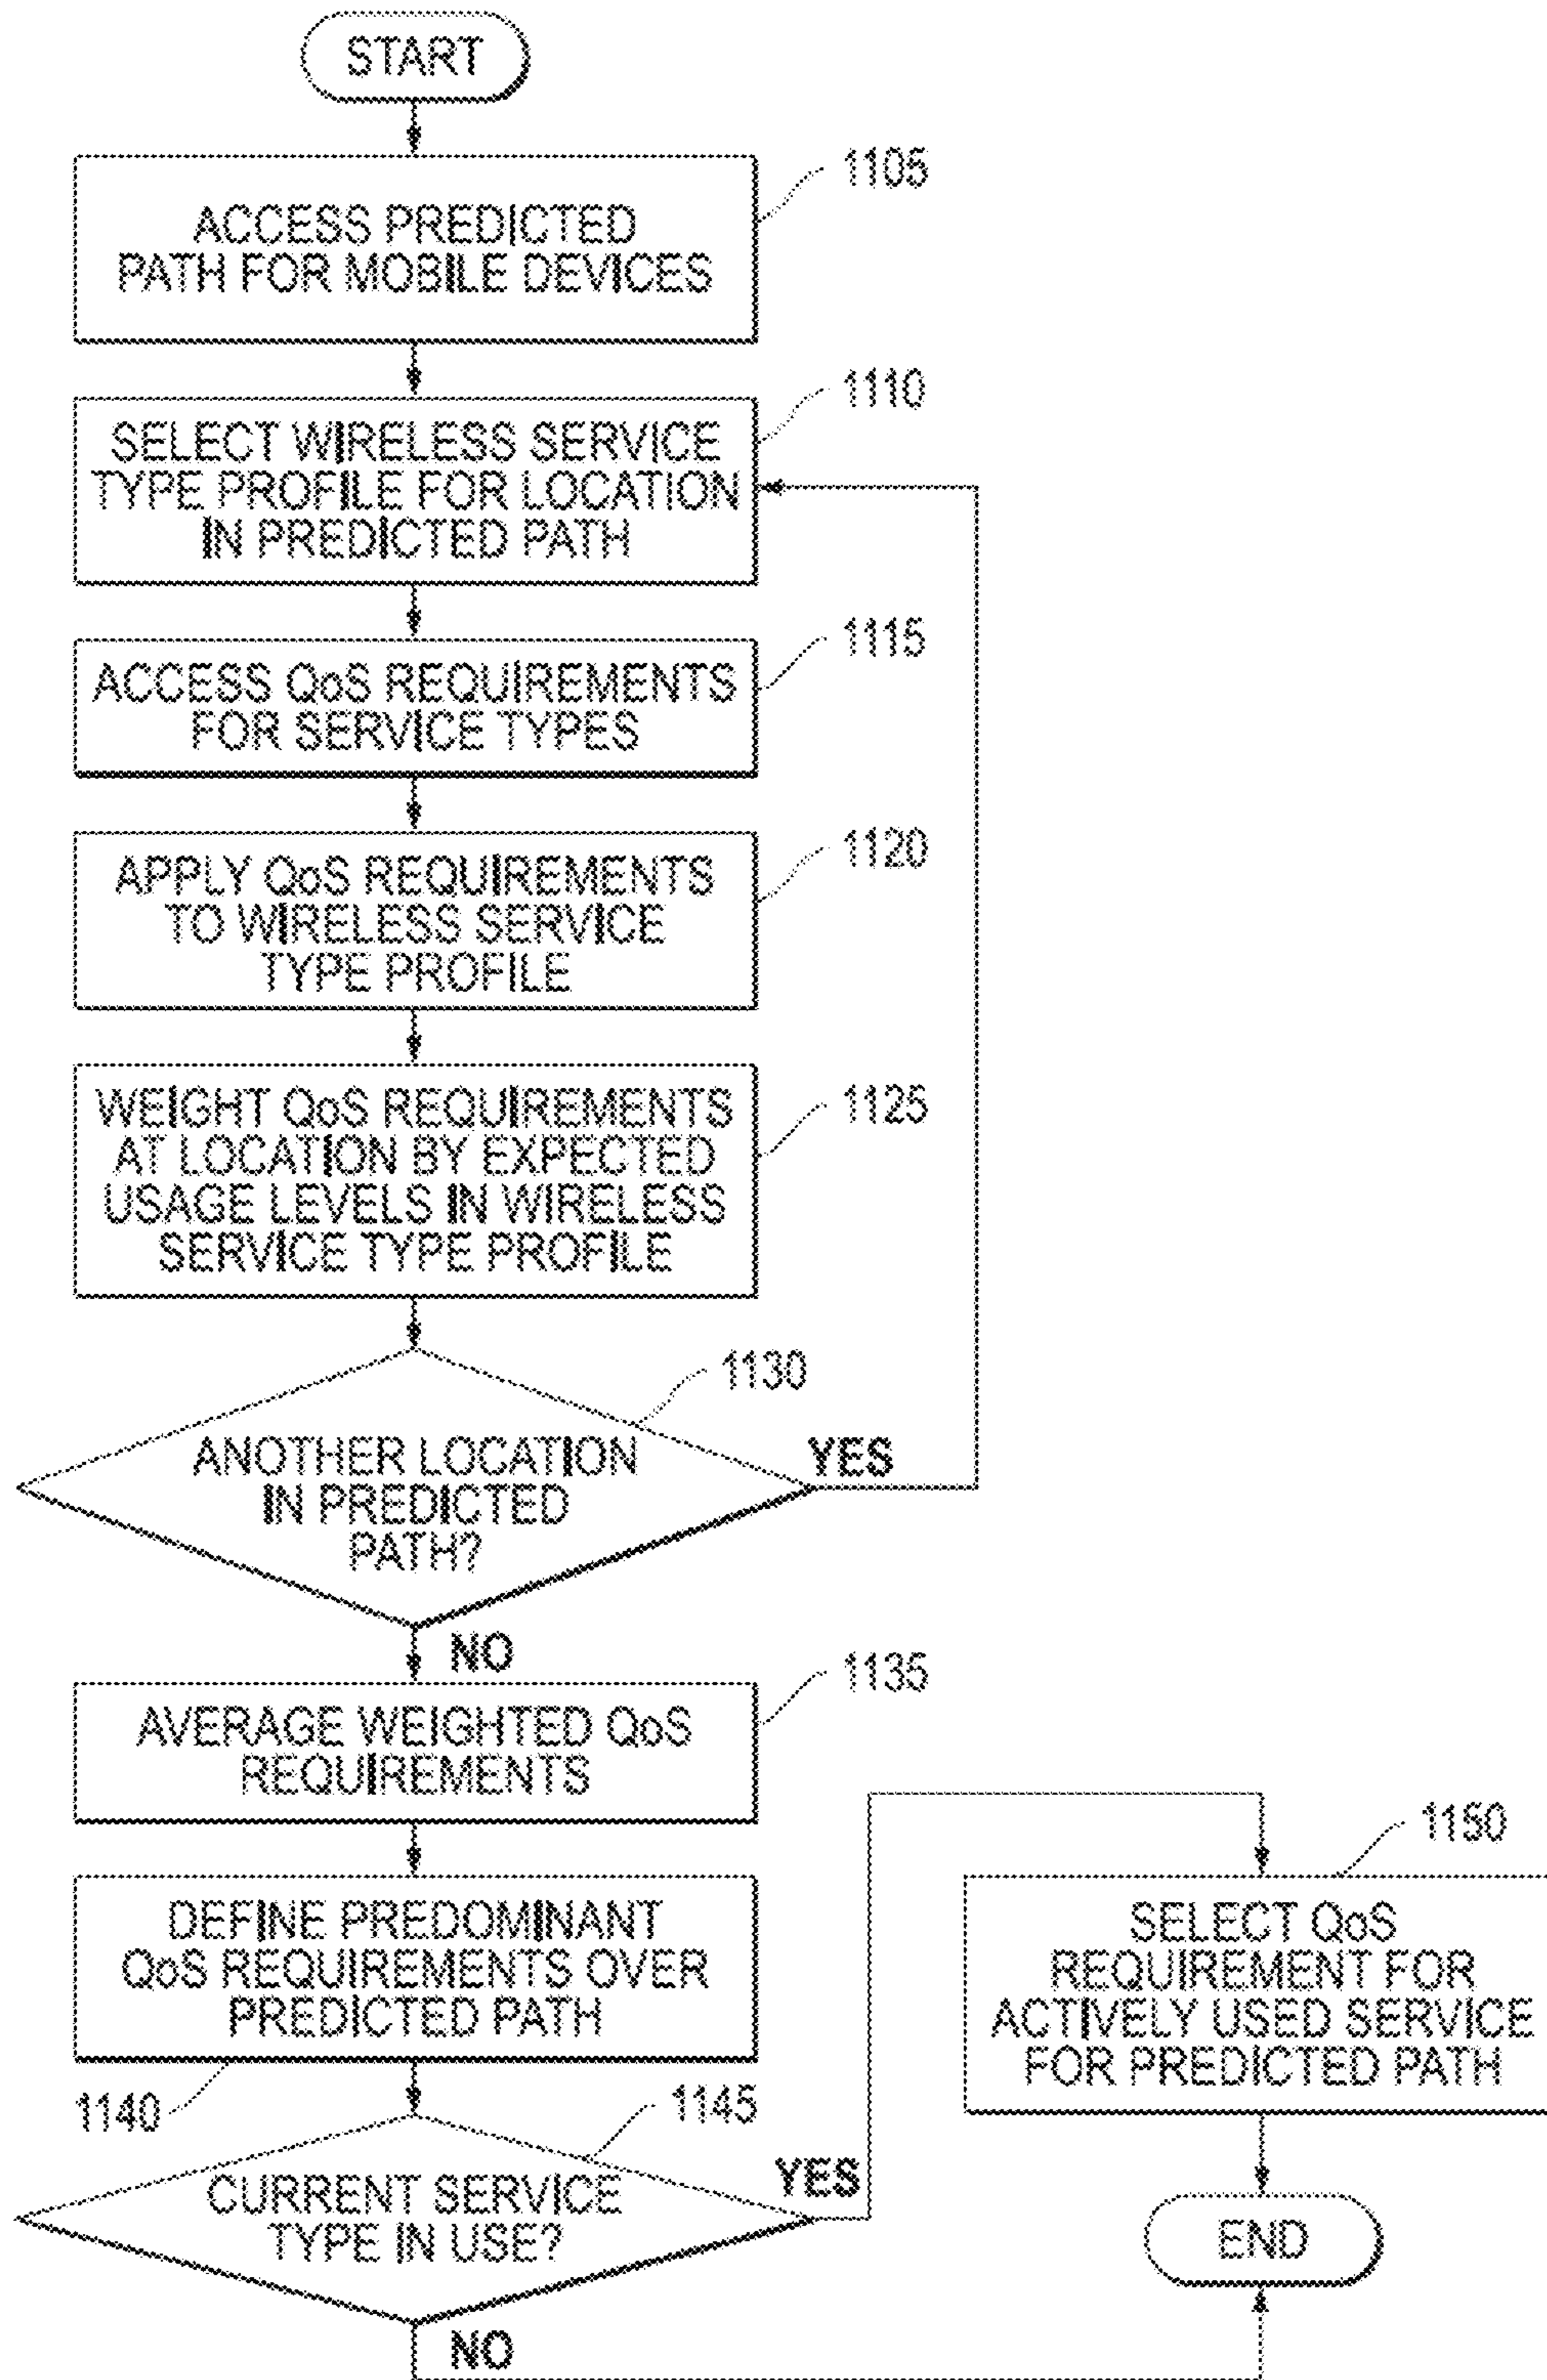 START
1105
ACCESS PREDICTED
PATH FOR MOBILE DEVICES
1110
SELECT WIRELESS SERVICE
TYPE PROFILE FOR LOCATION
IN PREDICTED PATH
1115
ACCESS QoS REQUIREMENTS
FOR SERVICE TYPES
1120
APPLY QoS REQUIREMENTS
TO WIRELESS SERVICE
TYPE PROFILE
1125
WEIGHT QoS REQUIREMENTS
AT LOCATION BY EXPECTED
USAGE LEVELS IN WIRELESS
SERVICE TYPE PROFILE
1130
ANOTHER LOCATION
IN PREDICTED
PATH?
YES
NO
1135
AVERAGE WEIGHTED QoS
REQUIREMENTS
DEFINE PREDOMINANT
QoS REQUIREMENTS OVER
PREDICTED PATH
1140
1145
CURRENT SERVICE
TYPE IN USE?
YES
NO
1150
SELECT QoS
REQUIREMENT FOR
ACTIVELY USED SERVICE
FOR PREDICTED PATH
END